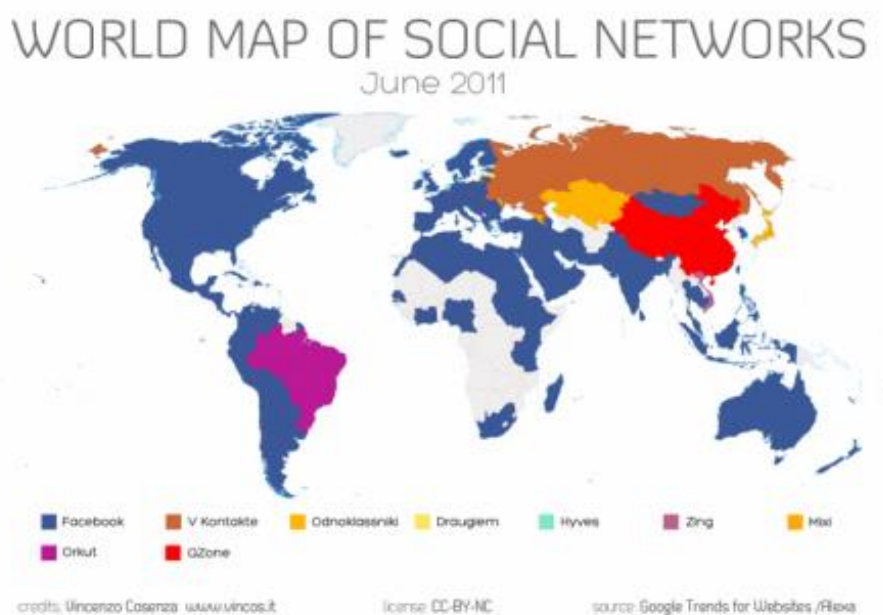 WORLD MAP OF SOCIAL NETWORKS
June 2011
Facebook V Kontakte Odnoklassniki Draugiem Hyves Zing Mixi
Orkut QZone
credits: Vincenzo Cosenza www.vincos.it license: CC-BY-NC source: Google Trends for Websites /Alexa